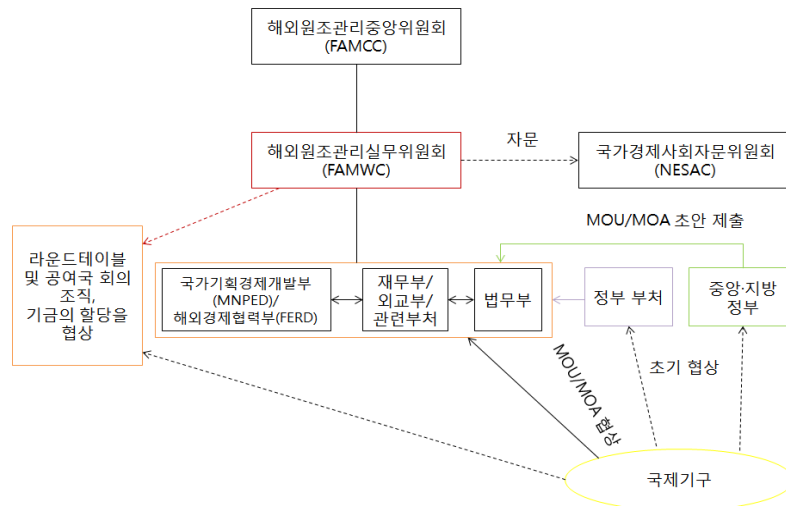 해외원조관리중앙위원회
(FAMCC)
해외원조관리실무위원회
(FAMWC)
자문
국가경제사회자문위원회
(NESAC)
MOU/MOA 초안 제출
라운드테이블
및 공여국 회의
조직,
기금의 할당을
협상
국가기획경제개발부
(MNPED)/
해외경제협력부(FERD)
재무부/
외교부/
관련부처
법무부
정부 부처
중앙·지방
정부
초기 협상
MOU/MOA 협상
국제기구